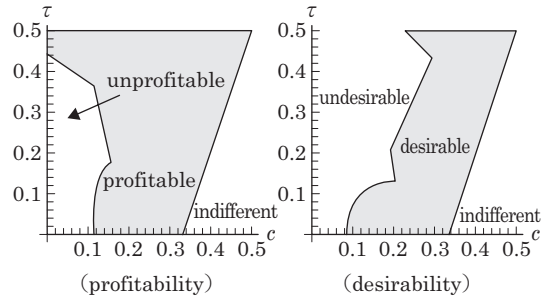 τ
0.5
0.4
0.3
0.2
0.1
unprofitable
profitable
indifferent
c
0.1 0.2 0.3 0.4 0.5
(profitability)
τ
0.5
0.4
0.3
0.2
0.1
undesirable
desirable
indifferent
c
0.1 0.2 0.3 0.4 0.5
(desirability)